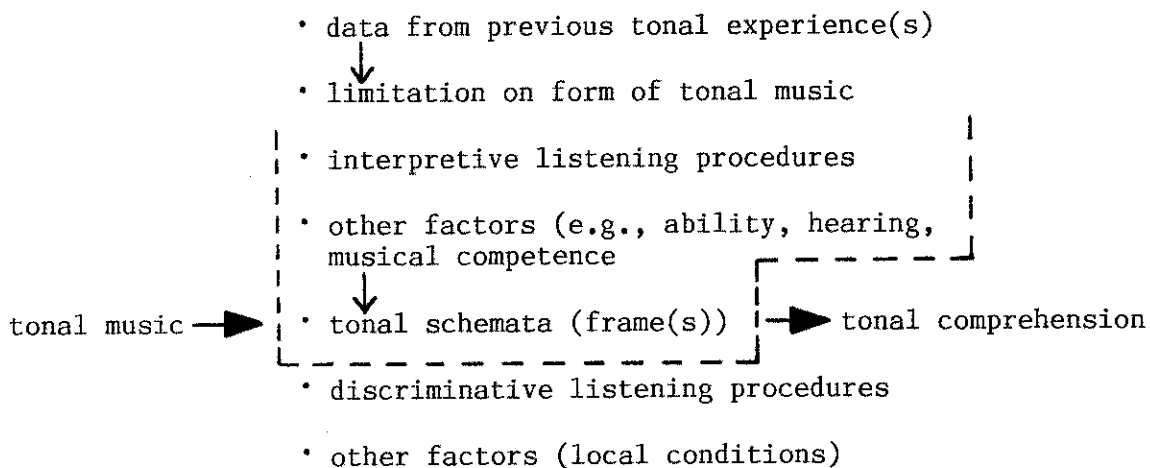 • data from previous tonal experience(s)
• limitation on form of tonal music
• interpretive listening procedures
• other factors (e.g., ability, hearing,
musical competence
tonal music • tonal schemata (frame(s)) tonal comprehension
• discriminative listening procedures
• other factors (local conditions)